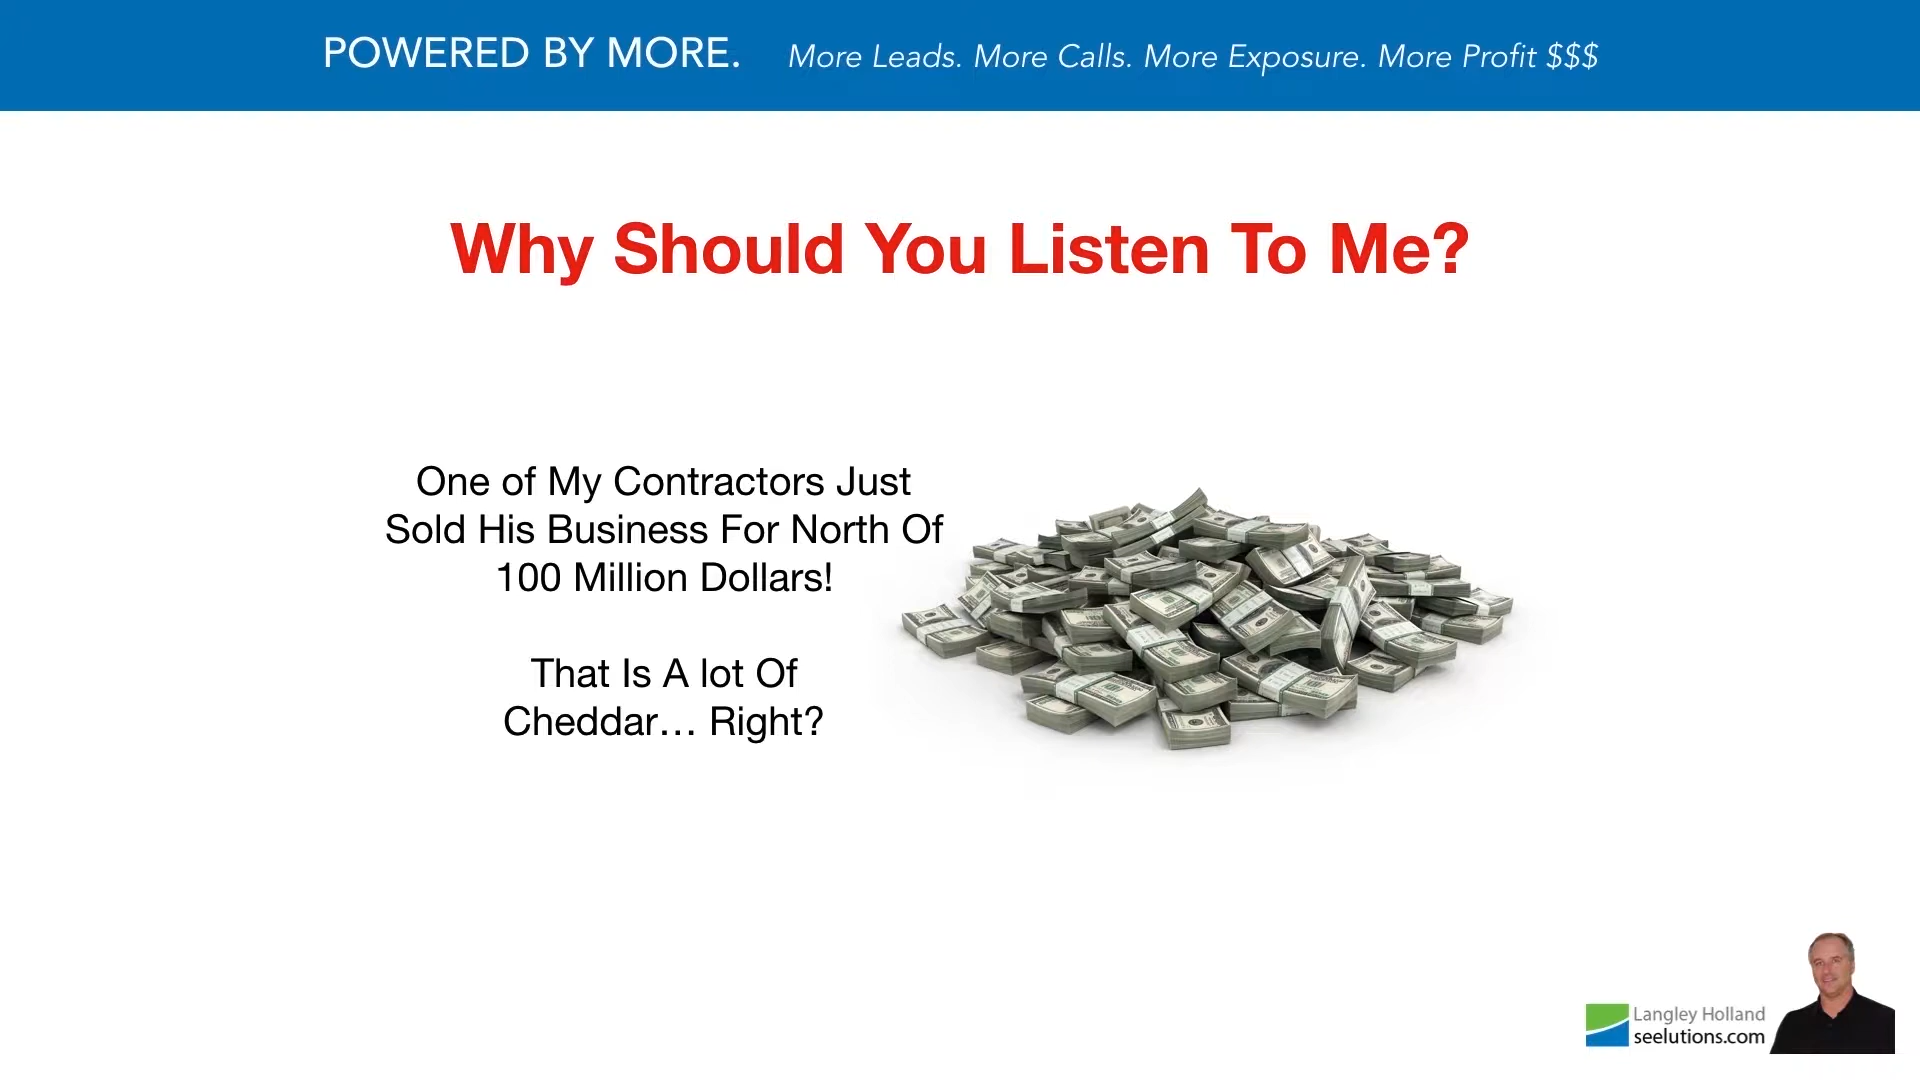 POWERED BY MORE. More Leads. More Calls. More Exposure. More Profit $$$
Why Should You Listen To Me?
One of My Contractors Just
Sold His Business For North Of
100 Million Dollars!
That Is A lot Of
Cheddar… Right?
Langley Holland
seelutions.com